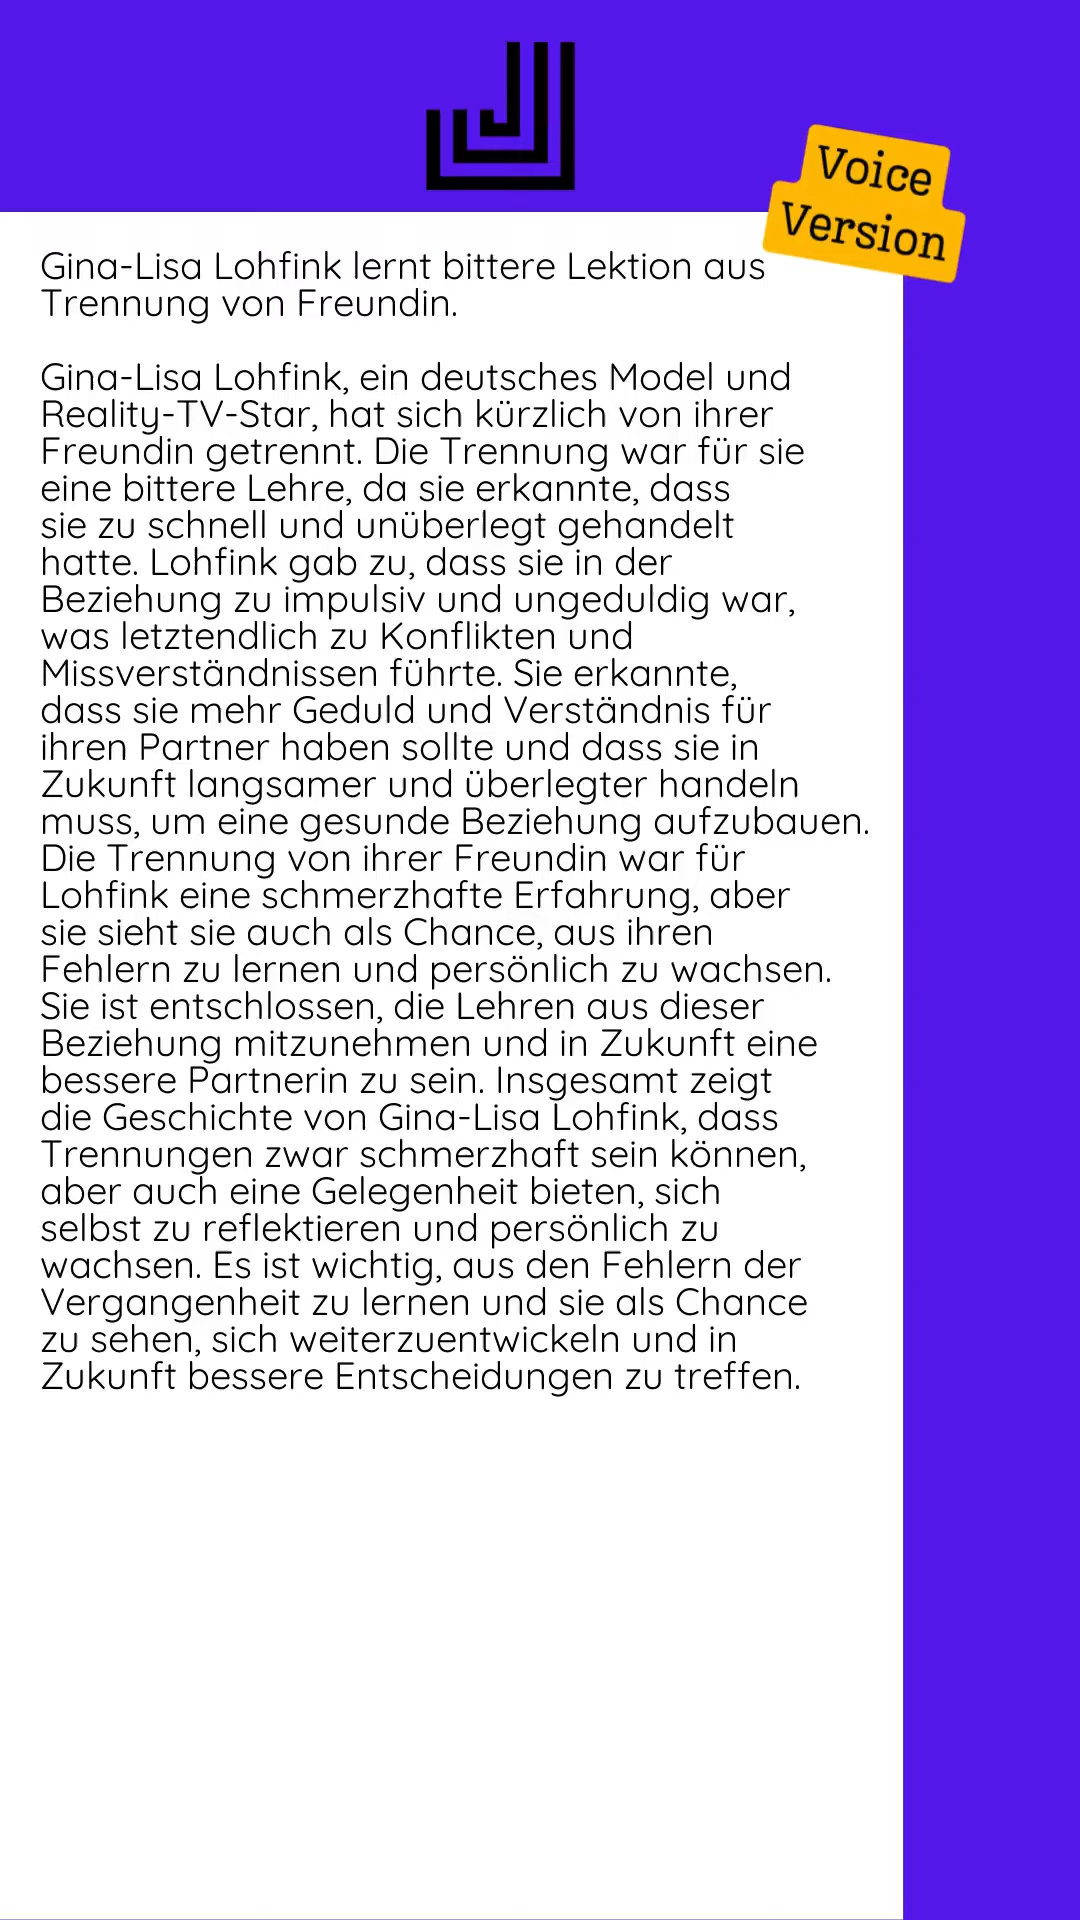 Voice
Version
Gina-Lisa Lohfink lernt bittere Lektion aus
Trennung von Freundin.
Gina-Lisa Lohfink, ein deutsches Model und
Reality-TV-Star, hat sich kürzlich von ihrer
Freundin getrennt. Die Trennung war für sie
eine bittere Lehre, da sie erkannte, dass
sie zu schnell und unüberlegt gehandelt
hatte. Lohfink gab zu, dass sie in der
Beziehung zu impulsiv und ungeduldig war,
was letztendlich zu Konflikten und
Missverständnissen führte. Sie erkannte,
dass sie mehr Geduld und Verständnis für
ihren Partner haben sollte und dass sie in
Zukunft langsamer und überlegter handeln
muss, um eine gesunde Beziehung aufzubauen.
Die Trennung von ihrer Freundin war für
Lohfink eine schmerzhafte Erfahrung, aber
sie sieht sie auch als Chance, aus ihren
Fehlern zu lernen und persönlich zu wachsen.
Sie ist entschlossen, die Lehren aus dieser
Beziehung mitzunehmen und in Zukunft eine
bessere Partnerin zu sein. Insgesamt zeigt
die Geschichte von Gina-Lisa Lohfink, dass
Trennungen zwar schmerzhaft sein können,
aber auch eine Gelegenheit bieten, sich
selbst zu reflektieren und persönlich zu
wachsen. Es ist wichtig, aus den Fehlern der
Vergangenheit zu lernen und sie als Chance
zu sehen, sich weiterzuentwickeln und in
Zukunft bessere Entscheidungen zu treffen.